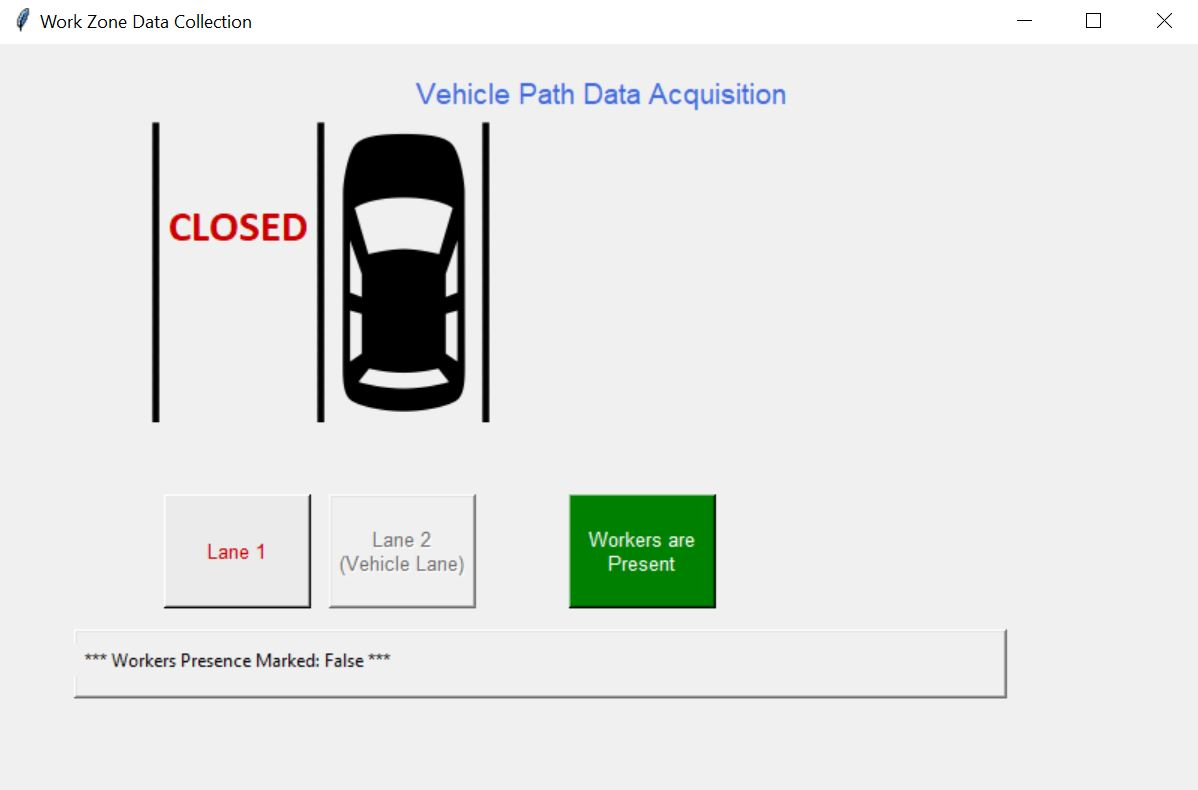 Work Zone Data Collection
Vehicle Path Data Acquisition
CLOSED
Lane 1
Lane 2
(Vehicle Lane)
Workers are
Present
*** Workers Presence Marked: False ***